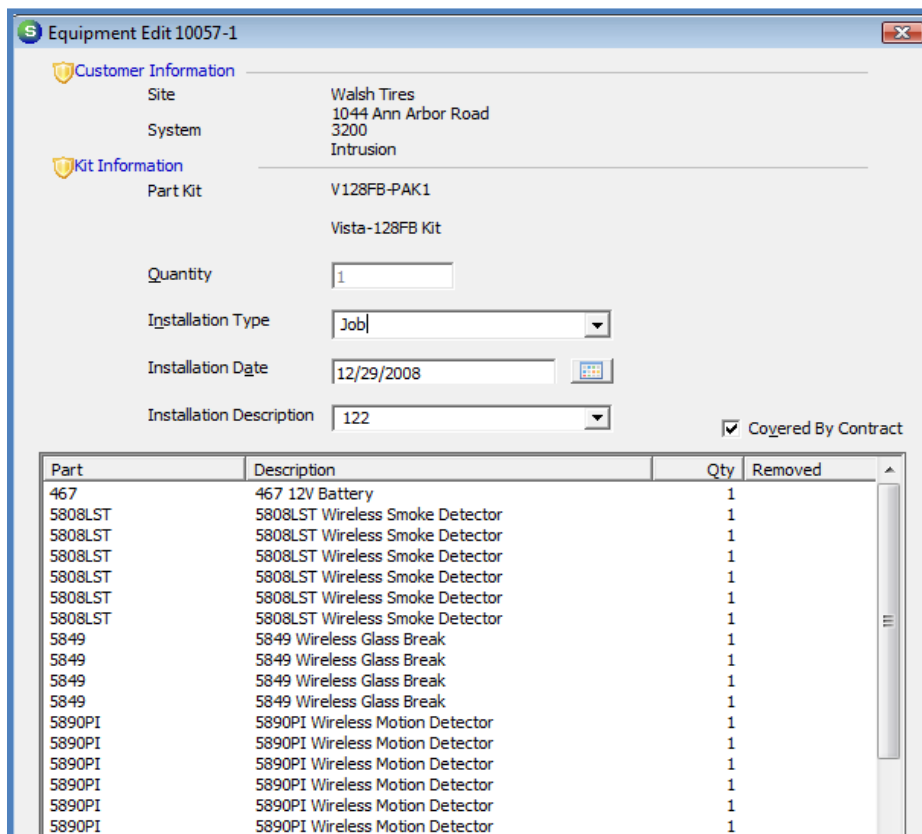 S Equipment Edit 10057-1
Customer Information
Site Walsh Tires
1044 Ann Arbor Road
System 3200
Intrusion
Kit Information
Part Kit V128FB-PAK1
Vista-128FB Kit
Quantity 1
Installation Type Job
Installation Date 12/29/2008
Installation Description 122
Covered By Contract
Part Description Qty Removed
467 467 12V Battery 1
5808LST 5808LST Wireless Smoke Detector 1
5808LST 5808LST Wireless Smoke Detector 1
5808LST 5808LST Wireless Smoke Detector 1
5808LST 5808LST Wireless Smoke Detector 1
5808LST 5808LST Wireless Smoke Detector 1
5808LST 5808LST Wireless Smoke Detector 1
5849 5849 Wireless Glass Break 1
5849 5849 Wireless Glass Break 1
5849 5849 Wireless Glass Break 1
5849 5849 Wireless Glass Break 1
5890PI 5890PI Wireless Motion Detector 1
5890PI 5890PI Wireless Motion Detector 1
5890PI 5890PI Wireless Motion Detector 1
5890PI 5890PI Wireless Motion Detector 1
5890PI 5890PI Wireless Motion Detector 1
5890PI 5890PI Wireless Motion Detector 1